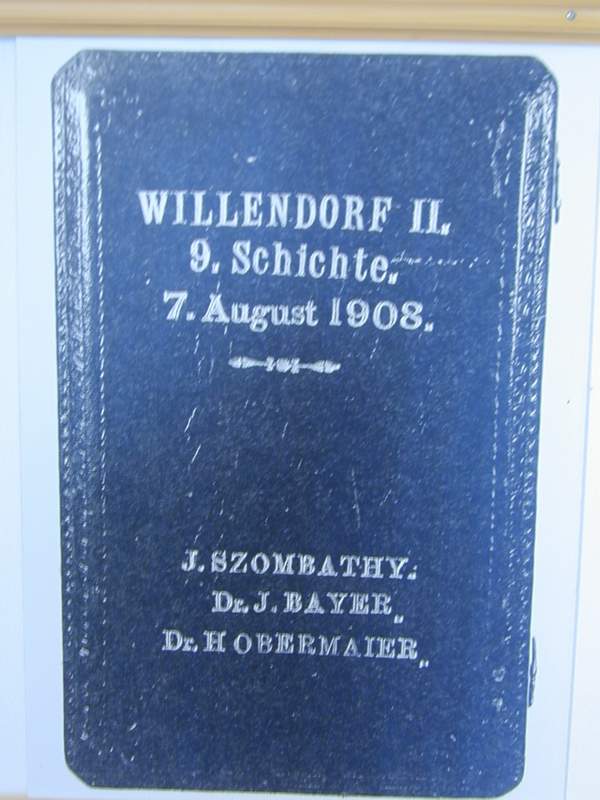 WILLENDORF II.
9. Schichte.
7. August 1908.
J. SZOMBATHY.
Dr. J. BAYER.
Dr. H OBERMAIER.